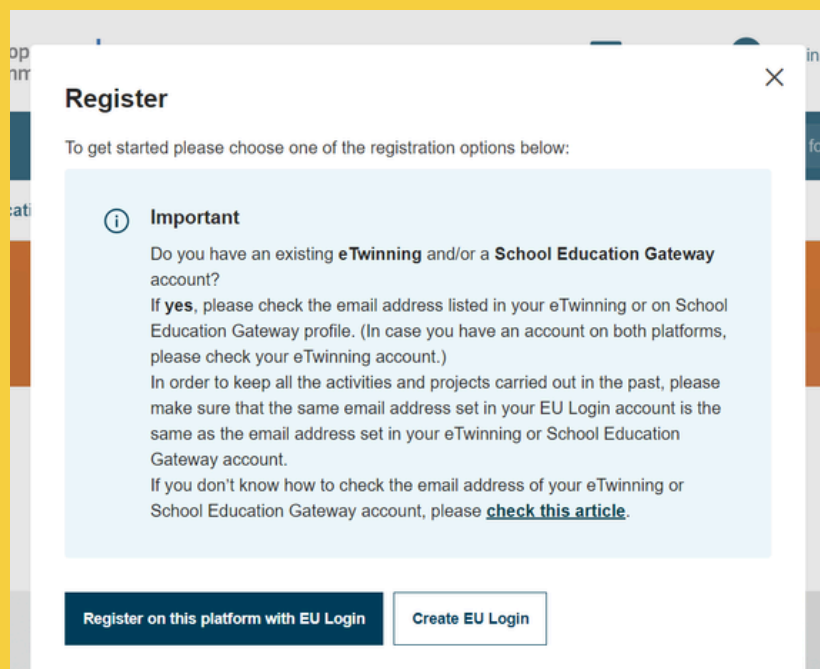 Register
To get started please choose one of the registration options below:
Important
Do you have an existing eTwinning and/or a School Education Gateway
account?
If yes, please check the email address listed in your eTwinning or on School
Education Gateway profile. (In case you have an account on both platforms,
please check your eTwinning account.)
In order to keep all the activities and projects carried out in the past, please
make sure that the same email address set in your EU Login account is the
same as the email address set in your eTwinning or School Education
Gateway account.
If you don't know how to check the email address of your eTwinning or
School Education Gateway account, please check this article.
Register on this platform with EU Login
Create EU Login